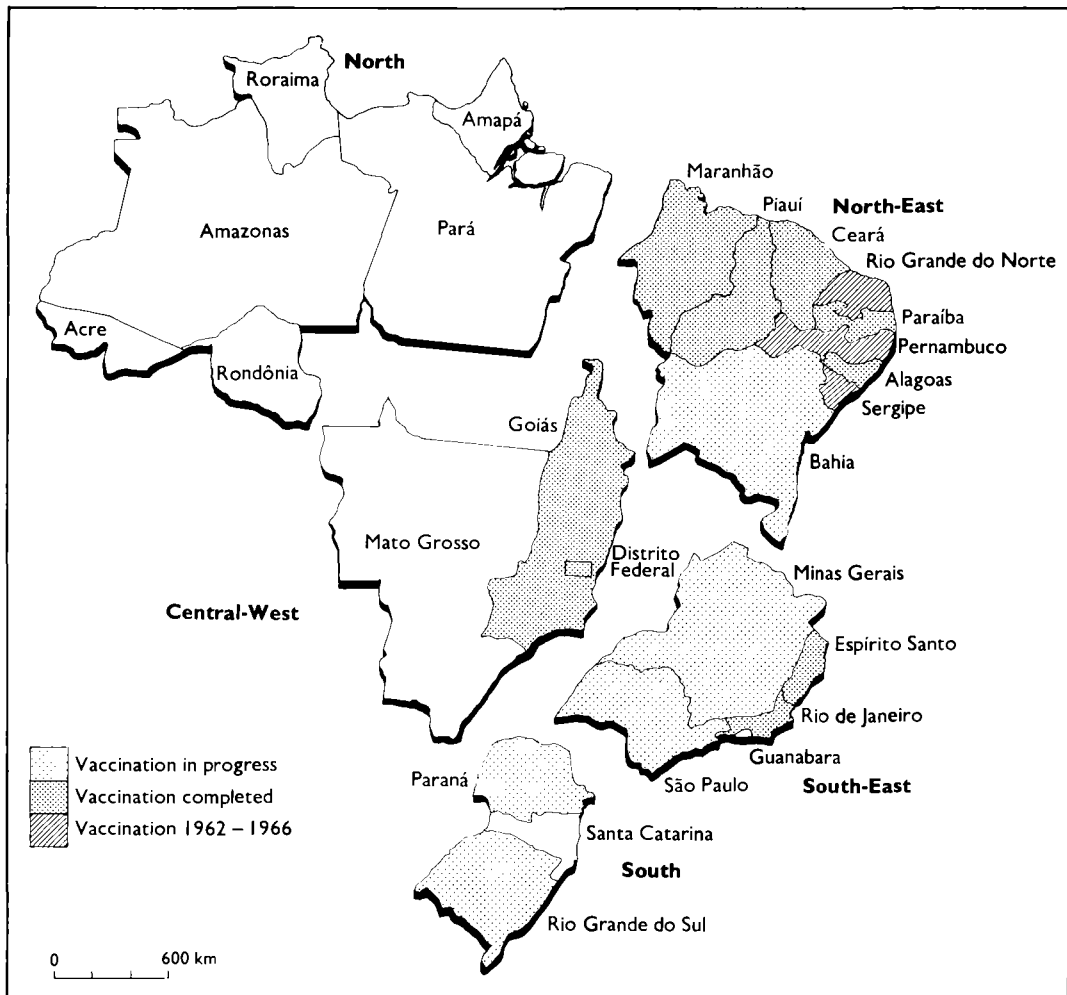 North
Roraima
Amapá
Amazonas
Pará
Acre
Rondônia
Maranhão
Piauí
North-East
Ceará
Rio Grande do Norte
Paraíba
Pernambuco
Alagoas
Sergipe
Bahia
Goiás
Mato Grosso
Distrito
Federal
Central-West
Minas Gerais
Espírito Santo
Rio de Janeiro
Guanabara
São Paulo
South-East
Paraná
Santa Catarina
South
Rio Grande do Sul
Vaccination in progress
Vaccination completed
Vaccination 1962 – 1966
0 600 km